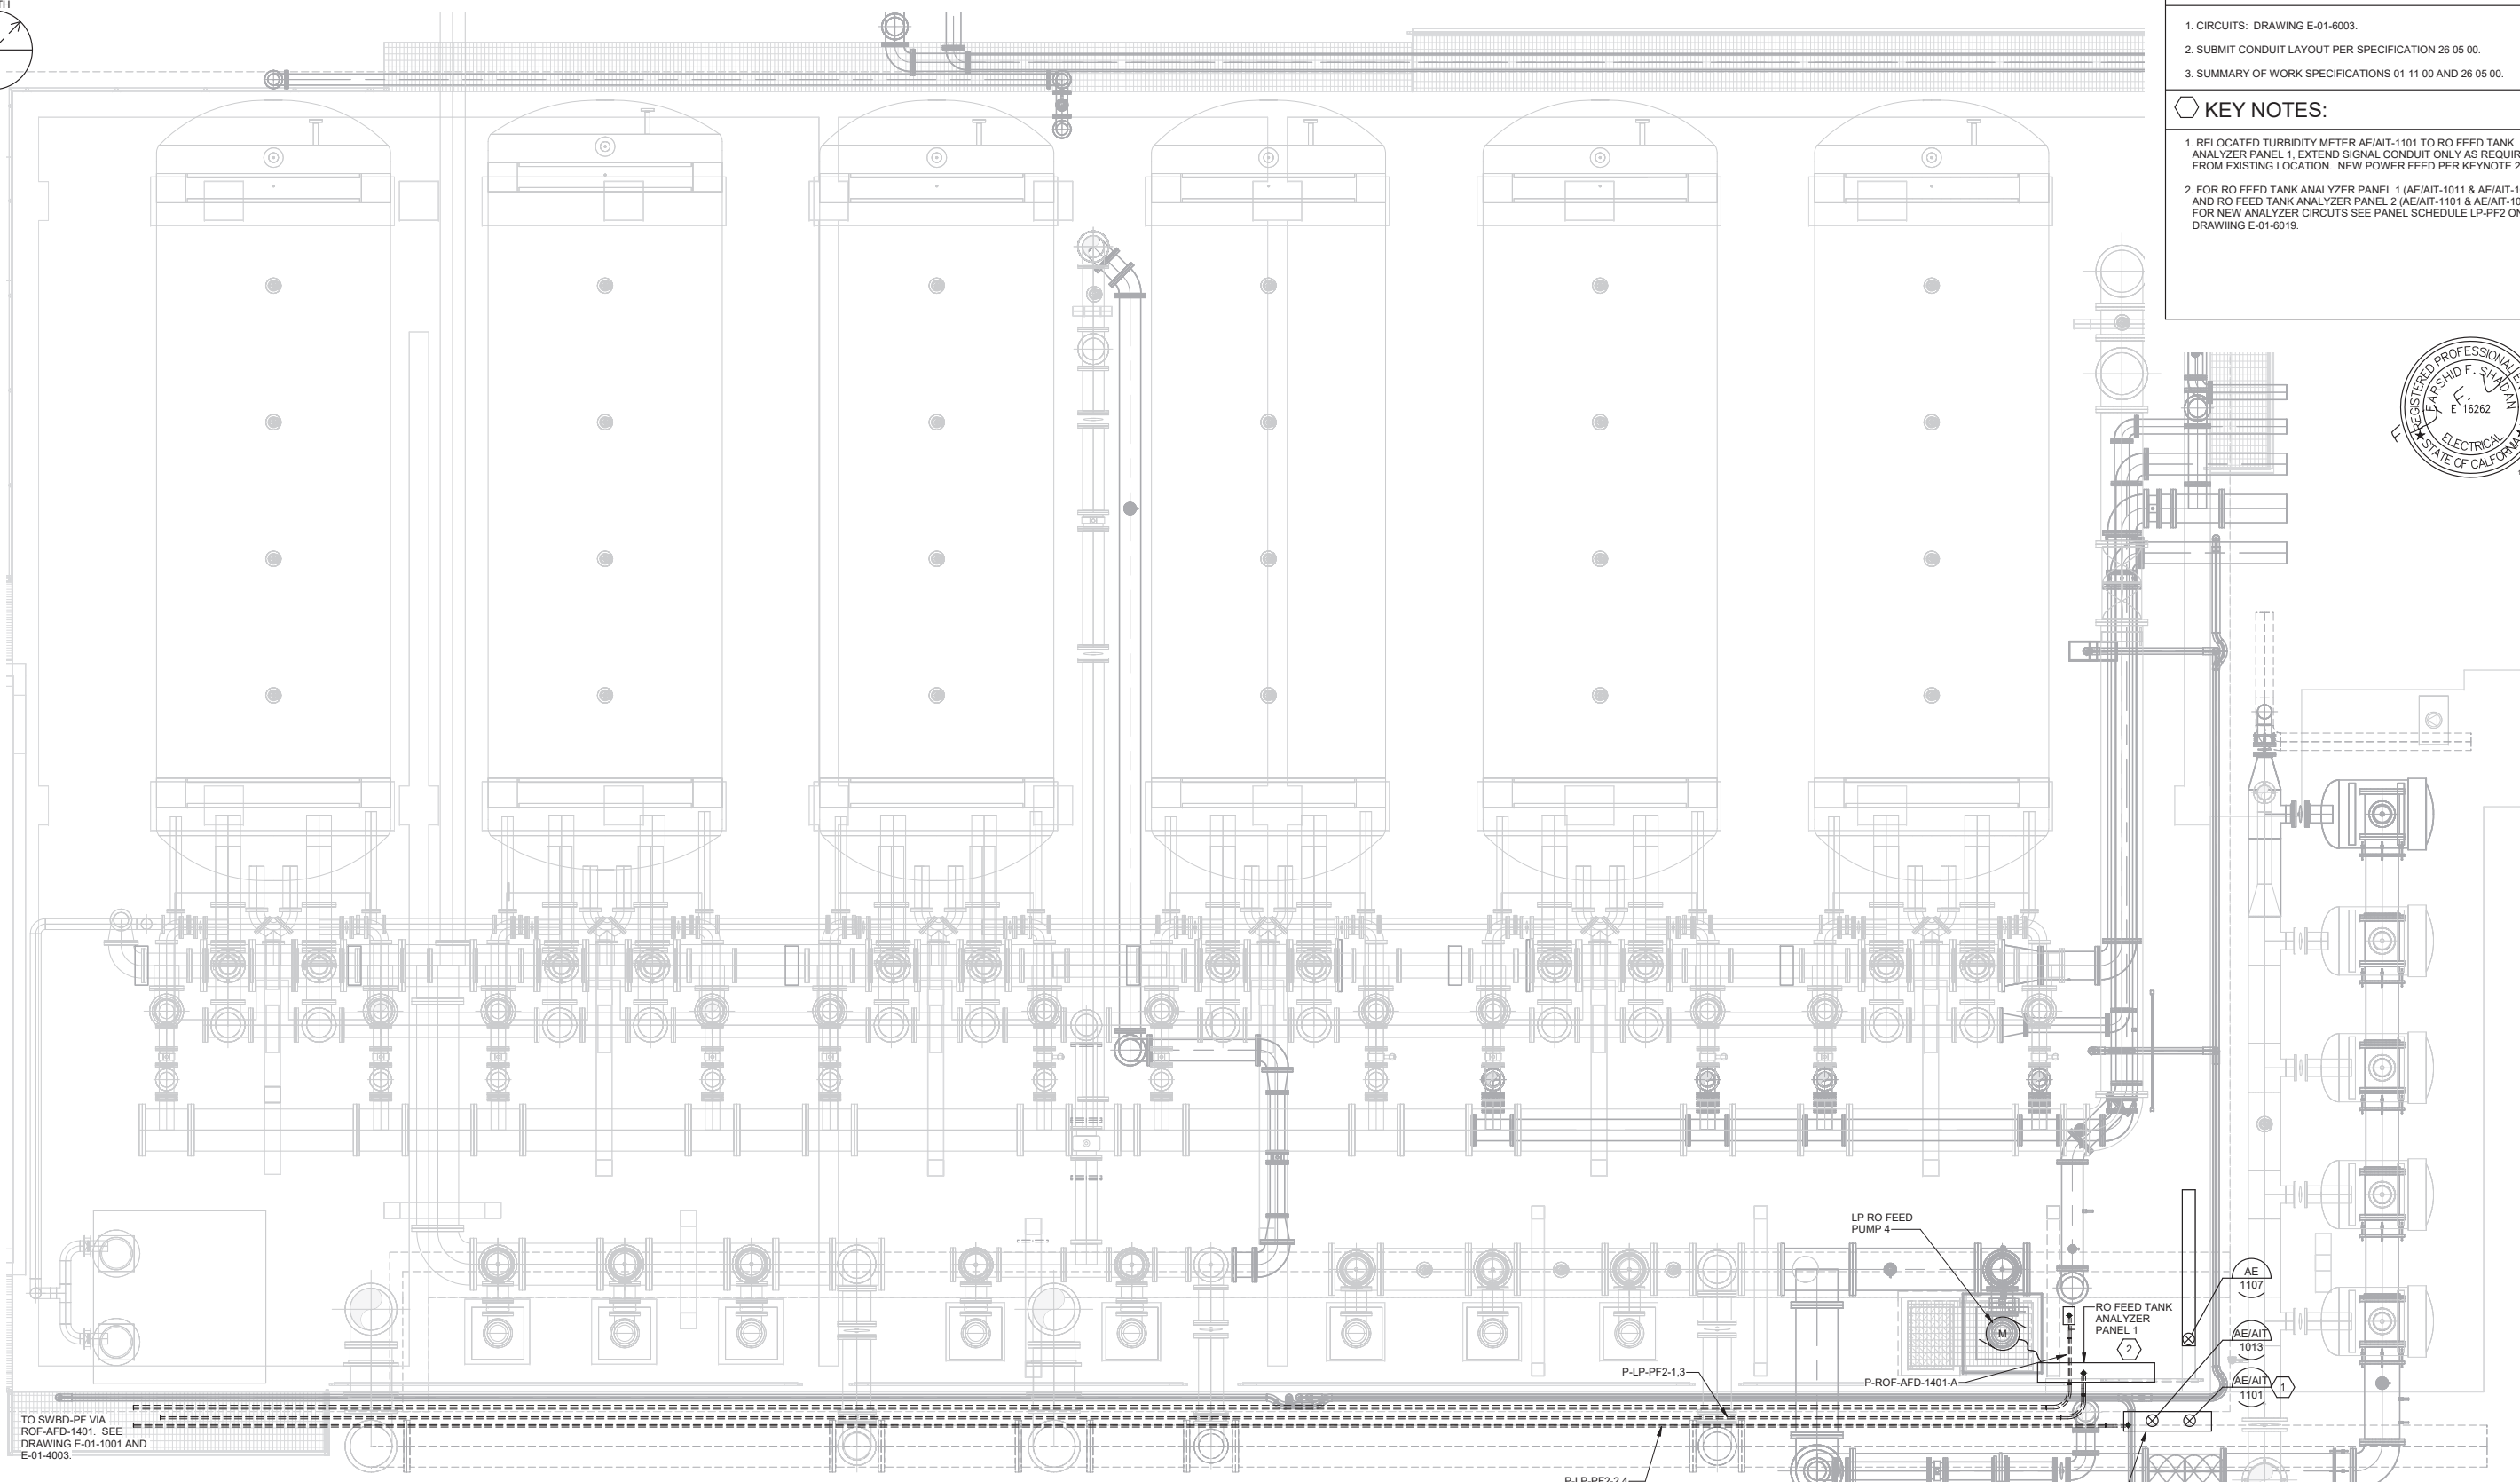 TH
1. CIRCUITS: DRAWING E-01-6003.
2. SUBMIT CONDUIT LAYOUT PER SPECIFICATION 26 05 00.
3. SUMMARY OF WORK SPECIFICATIONS 01 11 00 AND 26 05 00.
KEY NOTES:
1. RELOCATED TURBIDITY METER AE/AIT-1101 TO RO FEED TANK
ANALYZER PANEL 1, EXTEND SIGNAL CONDUIT ONLY AS REQUIR
FROM EXISTING LOCATION. NEW POWER FEED PER KEYNOTE 2
2. FOR RO FEED TANK ANALYZER PANEL 1 (AE/AIT-1011 & AE/AIT-1
AND RO FEED TANK ANALYZER PANEL 2 (AE/AIT-1101 & AE/AIT-10
FOR NEW ANALYZER CIRCUTS SEE PANEL SCHEDULE LP-PF2 ON
DRAWIING E-01-6019.
REGISTERED PROFESSIONAL
FARSHID F. SHADAN
E 16262
ELECTRICAL
STATE OF CALFORNIA
LP RO FEED
PUMP 4
M
RO FEED TANK
ANALYZER
PANEL 1
2
AE
1107
AE/AIT
1013
AE/AIT
1101
1
P-LP-PF2-1,3
P-ROF-AFD-1401-A
TO SWBD-PF VIA
ROF-AFD-1401. SEE
DRAWING E-01-1001 AND
E-01-4003.
P-LP-PF2-2,4